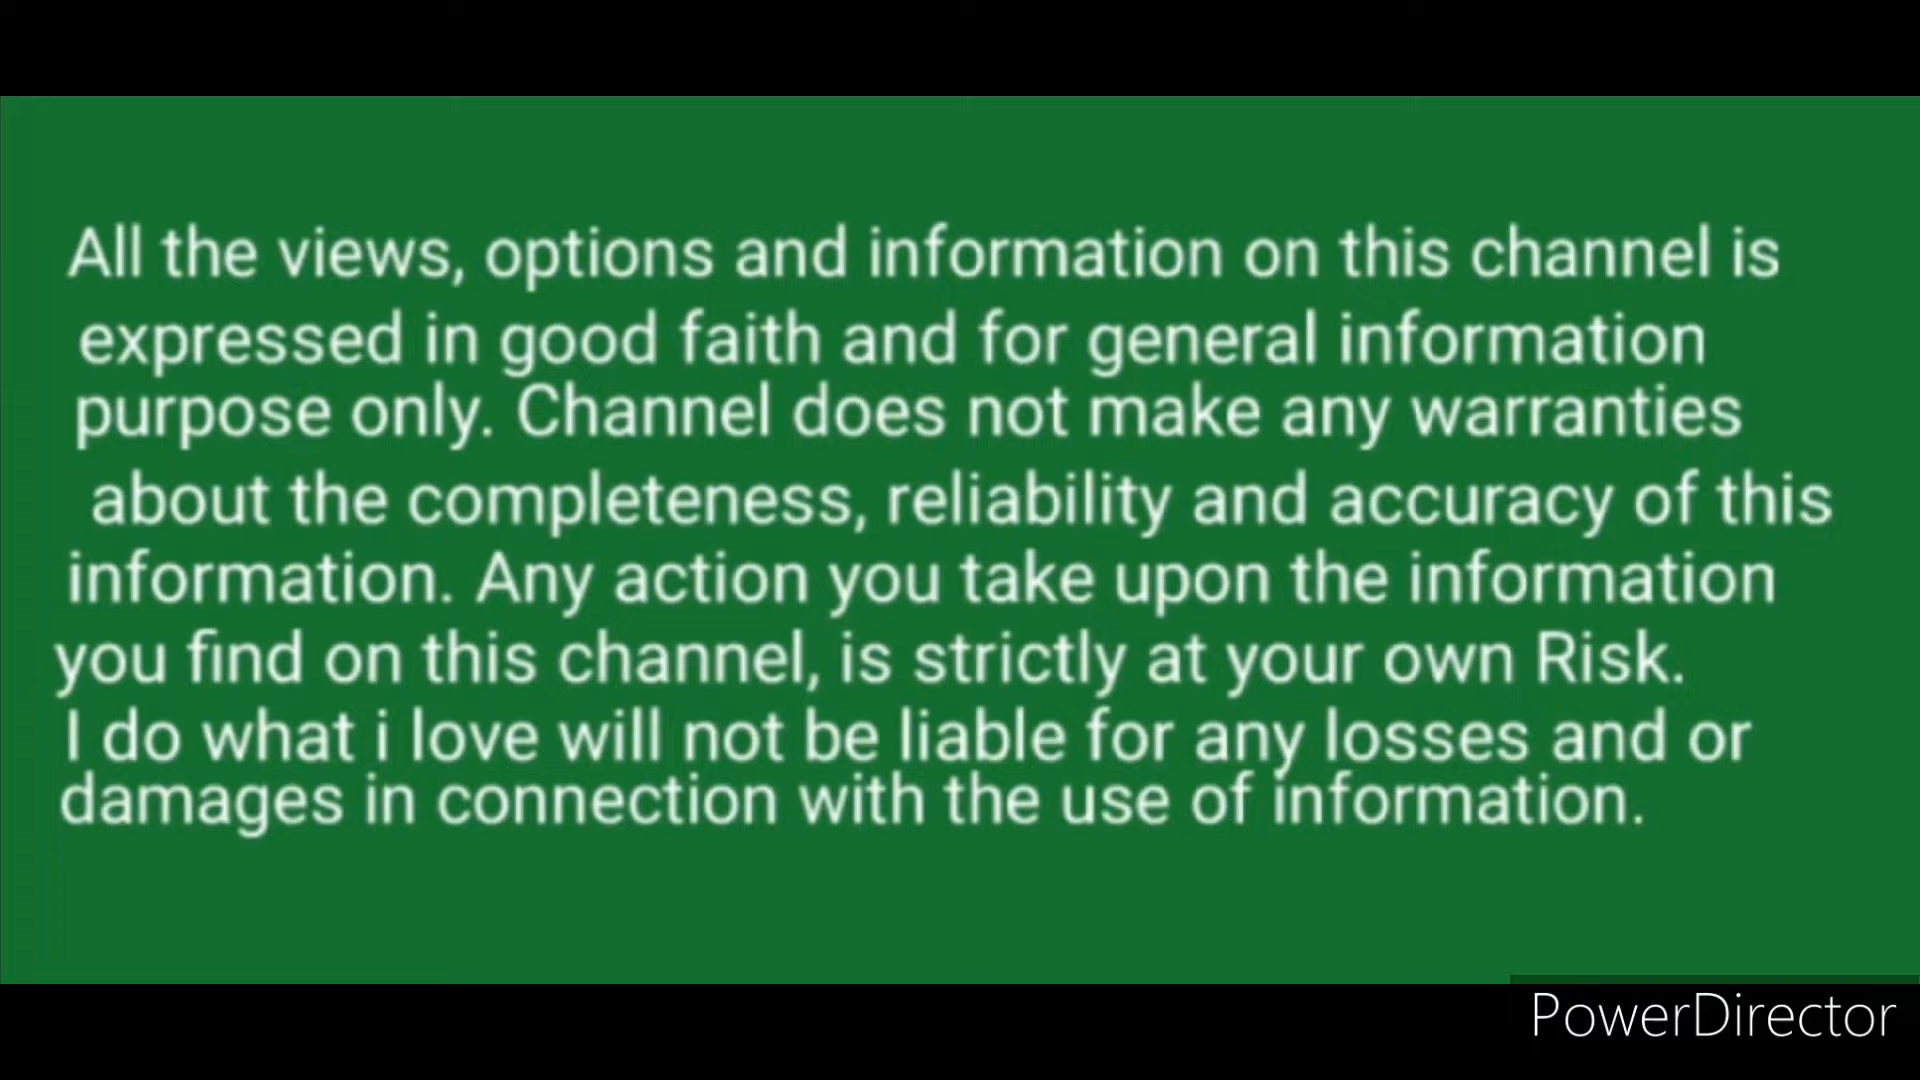 All the views, options and information on this channel is
expressed in good faith and for general information
purpose only. Channel does not make any warranties
about the completeness, reliability and accuracy of this
information. Any action you take upon the information
you find on this channel, is strictly at your own Risk.
I do what i love will not be liable for any losses and or
damages in connection with the use of information.
PowerDirector